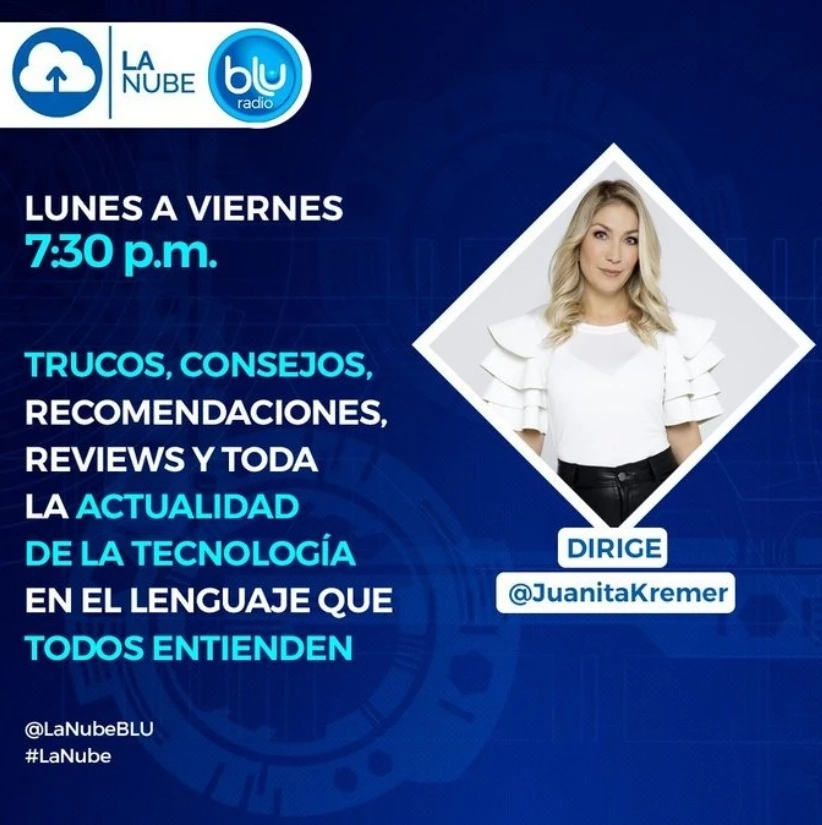 LA
NUBE
blu
radio
LUNES A VIERNES
7:30 p.m.
TRUCOS, CONSEJOS,
RECOMENDACIONES,
REVIEWS Y TODA
LA ACTUALIDAD
DE LA TECNOLOGÍA
EN EL LENGUAJE QUE
TODOS ENTIENDEN
DIRIGE
@JuanitaKremer
@LaNubeBLU
#LaNube